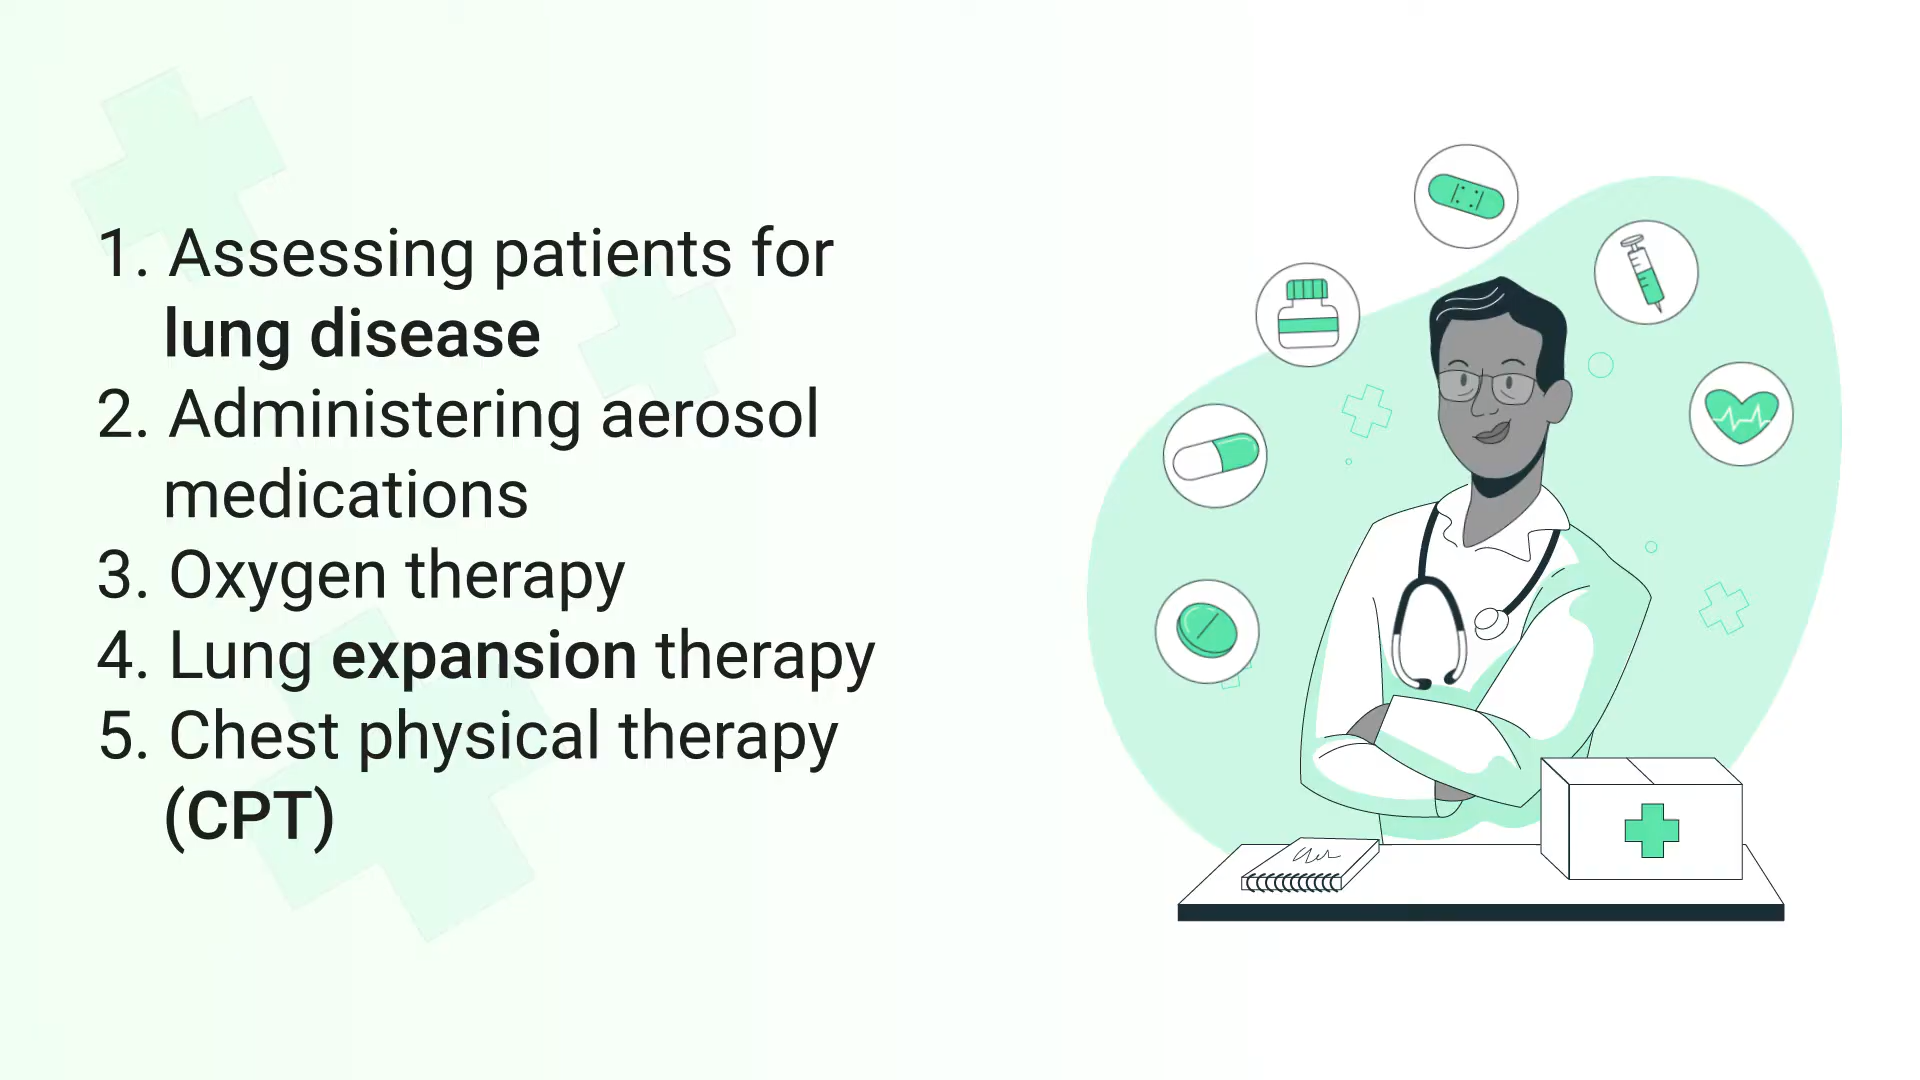 1. Assessing patients for
lung disease
2. Administering aerosol
medications
3. Oxygen therapy
4. Lung expansion therapy
5. Chest physical therapy
(CPT)